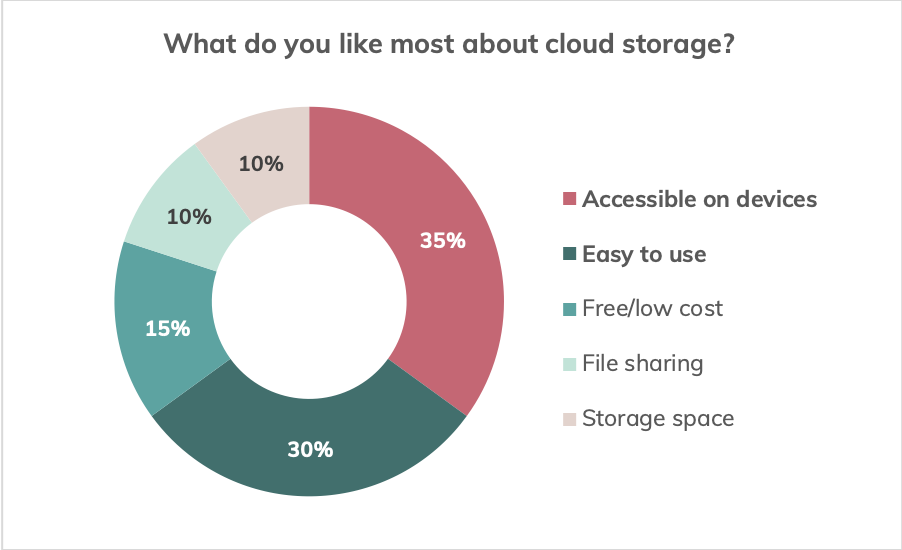 What do you like most about cloud storage?
10%
10%
35%
15%
30%
Accessible on devices
Easy to use
Free/low cost
File sharing
Storage space